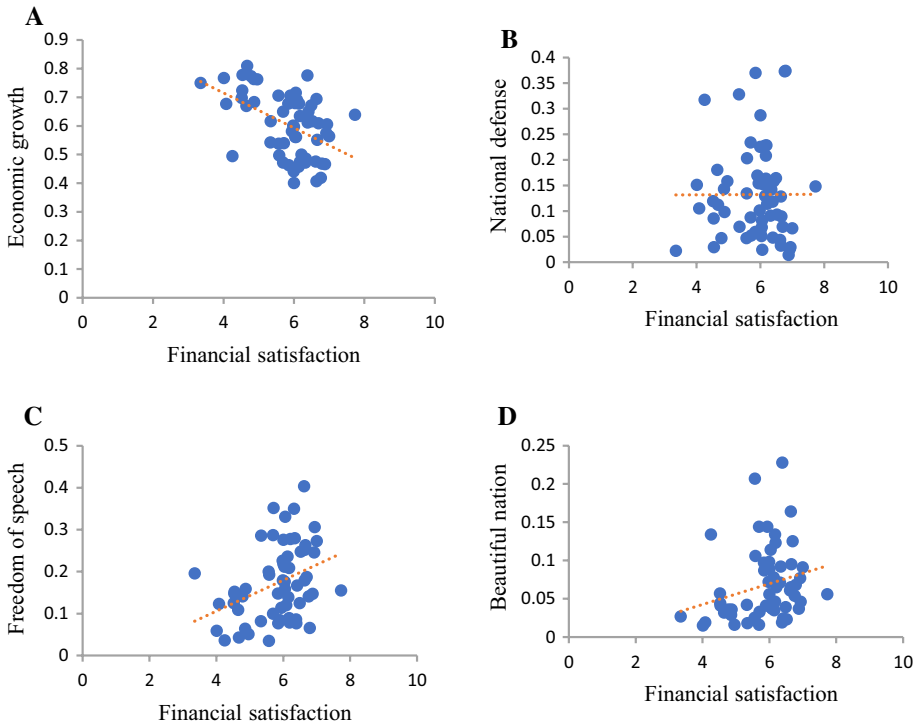 A
Economic growth
0.9
0.8
0.7
0.6
0.5
0.4
0.3
0.2
0.1
0
0 2 4 6 8 10
Financial satisfaction
B
National defense
0.4
0.35
0.3
0.25
0.2
0.15
0.1
0.05
0
0 2 4 6 8 10
Financial satisfaction
C
Freedom of speech
0.5
0.4
0.3
0.2
0.1
0
0 2 4 6 8 10
Financial satisfaction
D
Beautiful nation
0.25
0.2
0.15
0.1
0.05
0
0 2 4 6 8 10
Financial satisfaction